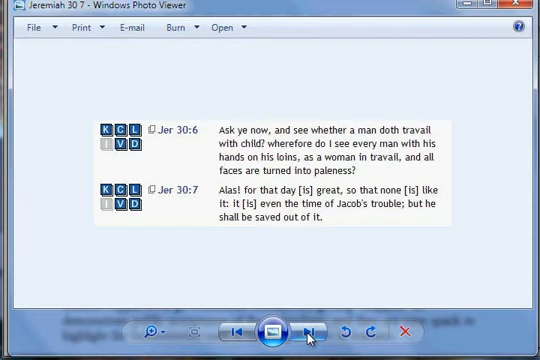 Jeremiah 30 7 - Windows Photo Viewer
File Print E-mail Burn Open
K C L Jer 30:6 Ask ye now, and see whether a man doth travail
I V D with child? wherefore do I see every man with his
hands on his loins, as a woman in travail, and all
faces are turned into paleness?
K C L Jer 30:7 Alas! for that day [is] great, so that none [is] like
I V D it: it [is] even the time of Jacob's trouble; but he
shall be saved out of it.